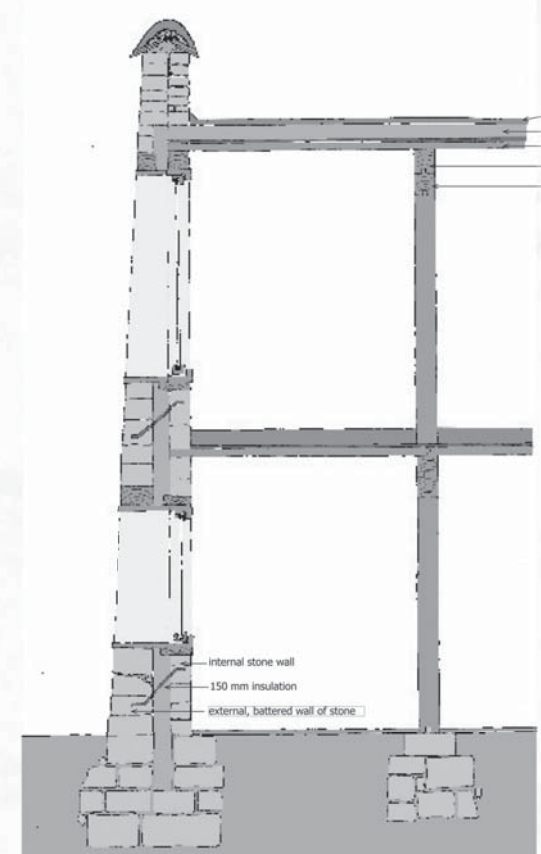 internal stone wall
150 mm insulation
external, battered wall of stone